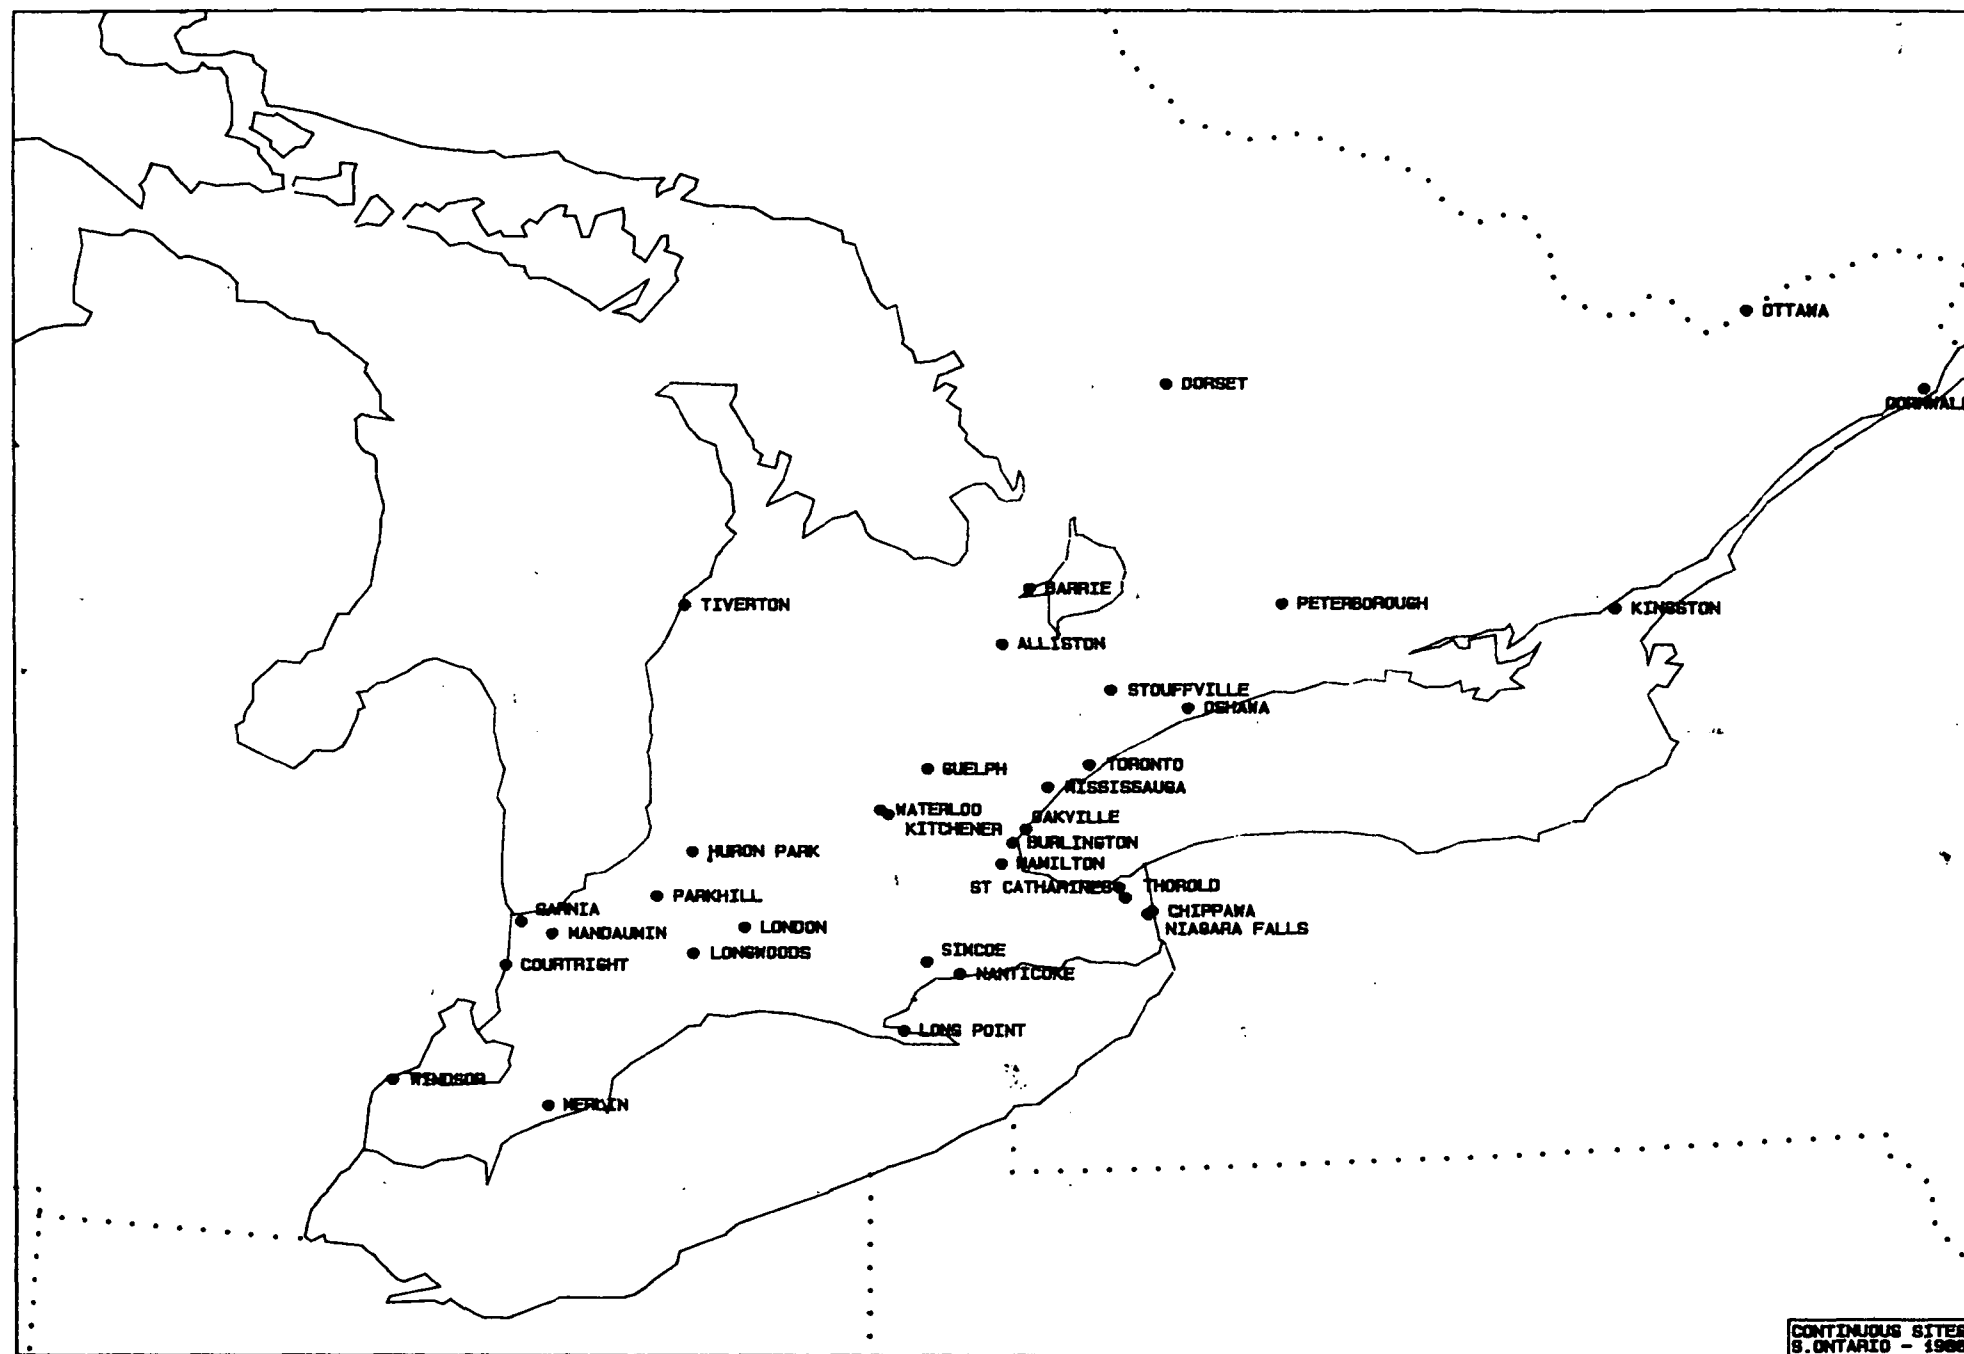 OTTAWA
DORSET
CORNWALL
BARRIE
TIVERTON
PETERBOROUGH
KINGSTON
ALLISTON
STOUFFVILLE
OSHAWA
GUELPH
TORONTO
MISSISSAUGA
WATERLOO
OAKVILLE
KITCHENER
BURLINGTON
HURON PARK
HAMILTON
ST CATHARINES
THOROLD
PARKHILL
SARNIA
CHIPPAWA
LONDON
NIAGARA FALLS
MANDAUMIN
LONGWOODS
SIMCOE
COURTRIGHT
NANTICOKE
LONG POINT
WINDSOR
MERLIN
CONTINUOUS SITES
S.ONTARIO -